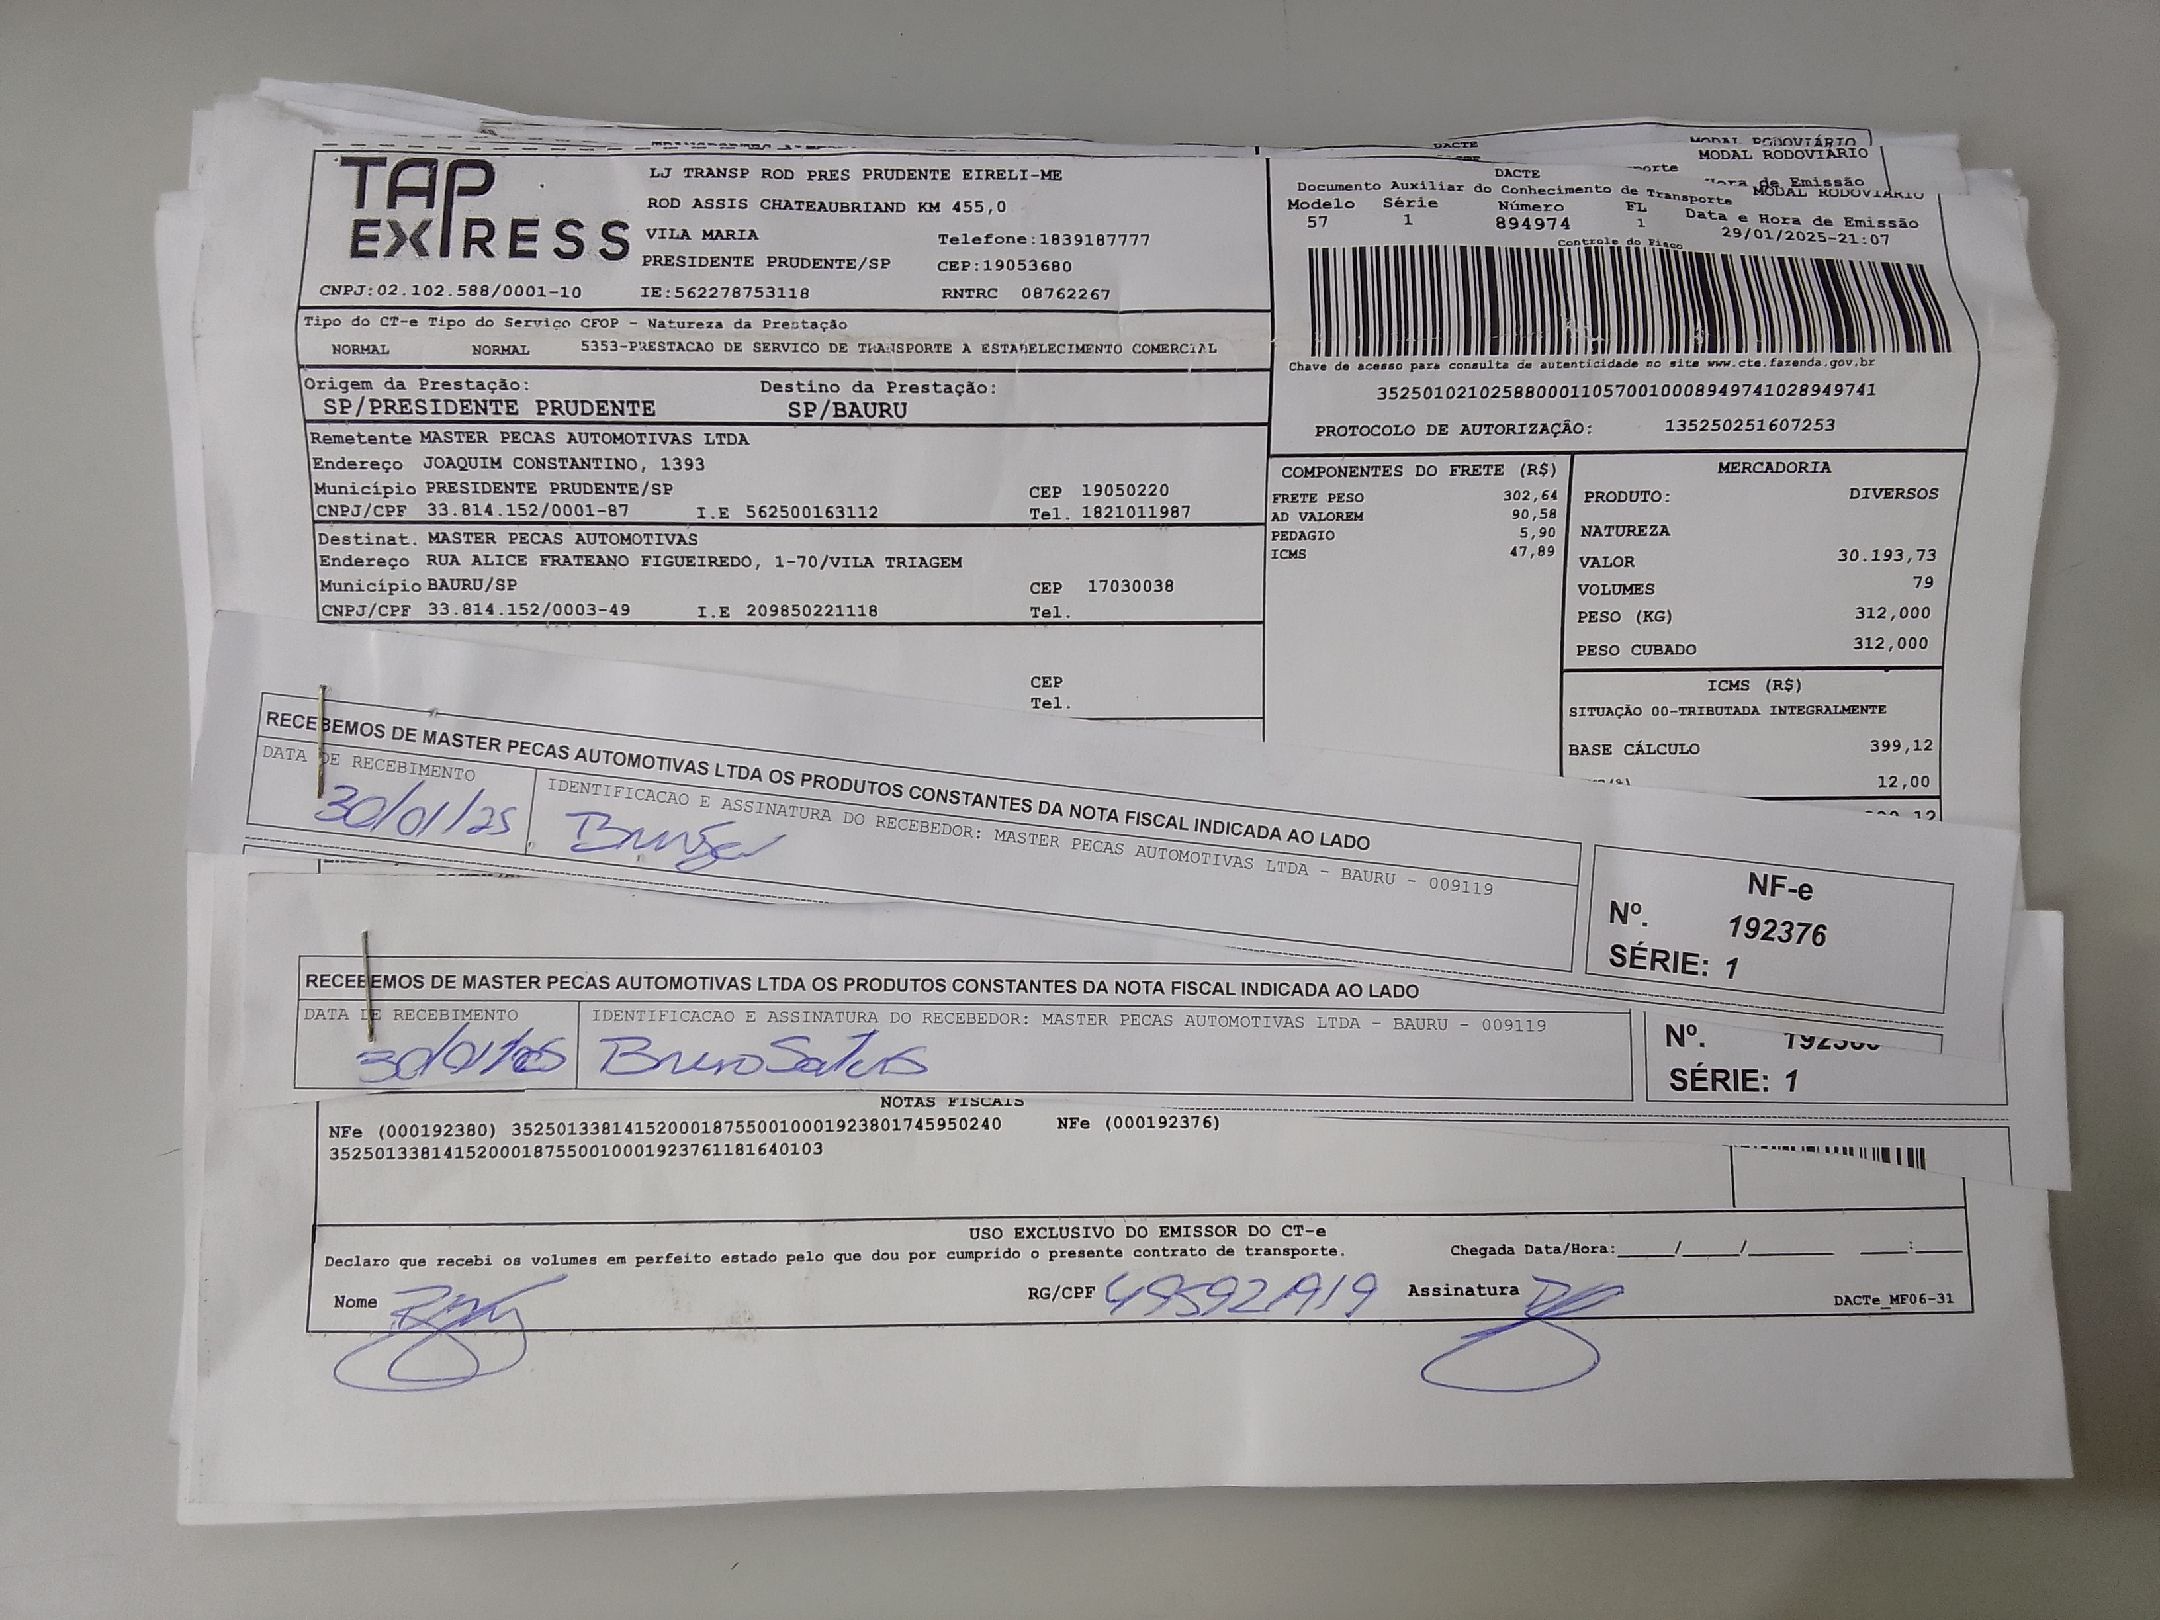 TAP EXPRESS
LJ TRANSP ROD PRES PRUDENTE EIRELI-ME
ROD ASSIS CHATEAUBRIAND KM 455,0
VILA MARIA Telefone:1839187777
PRESIDENTE PRUDENTE/SP CEP:19053680
CNPJ:02.102.588/0001-10 IE:562278753118 RNTRC 08762267
DACTE
MODAL RODOVIÁRIO
MODAL RODOVIÁRIO
Hora de Emissão
DACTE
MODAL RODOVIÁRIO
Documento Auxiliar do Conhecimento de Transporte
Modelo Série Número FL Data e Hora de Emissão
57 1 894974 1 29/01/2025-21:07
Controle do Fisco
Chave de acesso para consulta de autenticidade no site www.cte.fazenda.gov.br
35250102102588000110570010008949741028949741
PROTOCOLO DE AUTORIZAÇÃO: 135250251607253
Tipo do CT-e Tipo do Serviço CFOP - Natureza da Prestação
NORMAL NORMAL 5353-PRESTACAO DE SERVICO DE TRANSPORTE A ESTABELECIMENTO COMERCIAL
Origem da Prestação: Destino da Prestação:
SP/PRESIDENTE PRUDENTE SP/BAURU
Remetente MASTER PECAS AUTOMOTIVAS LTDA
Endereço JOAQUIM CONSTANTINO, 1393
Município PRESIDENTE PRUDENTE/SP CEP 19050220
CNPJ/CPF 33.814.152/0001-87 I.E 562500163112 Tel. 1821011987
Destinat. MASTER PECAS AUTOMOTIVAS
Endereço RUA ALICE FRATEANO FIGUEIREDO, 1-70/VILA TRIAGEM
Município BAURU/SP CEP 17030038
CNPJ/CPF 33.814.152/0003-49 I.E 209850221118 Tel.
CEP
Tel.
COMPONENTES DO FRETE (R$)
FRETE PESO 302,64
AD VALOREM 90,58
PEDAGIO 5,90
ICMS 47,89
MERCADORIA
PRODUTO: DIVERSOS
NATUREZA
VALOR 30.193,73
VOLUMES 79
PESO (KG) 312,000
PESO CUBADO 312,000
ICMS (R$)
SITUAÇÃO 00-TRIBUTADA INTEGRALMENTE
BASE CÁLCULO 399,12
12,00
RECEBEMOS DE MASTER PECAS AUTOMOTIVAS LTDA OS PRODUTOS CONSTANTES DA NOTA FISCAL INDICADA AO LADO
DATA DE RECEBIMENTO IDENTIFICACAO E ASSINATURA DO RECEBEDOR: MASTER PECAS AUTOMOTIVAS LTDA - BAURU - 009119
30/01/25
NF-e
Nº. 192376
SÉRIE: 1
RECEBEMOS DE MASTER PECAS AUTOMOTIVAS LTDA OS PRODUTOS CONSTANTES DA NOTA FISCAL INDICADA AO LADO
DATA DE RECEBIMENTO IDENTIFICACAO E ASSINATURA DO RECEBEDOR: MASTER PECAS AUTOMOTIVAS LTDA - BAURU - 009119
30/01/25
Nº.
SÉRIE: 1
NOTAS FISCAIS
NFe (000192380) 35250133814152000187550010001923801745950240 NFe (000192376)
35250133814152000187550010001923761181640103
USO EXCLUSIVO DO EMISSOR DO CT-e
Declaro que recebi os volumes em perfeito estado pelo que dou por cumprido o presente contrato de transporte. Chegada Data/Hora:_____/_____/_______ ____:____
Nome RG/CPF Assinatura
DACTe_MF06-31